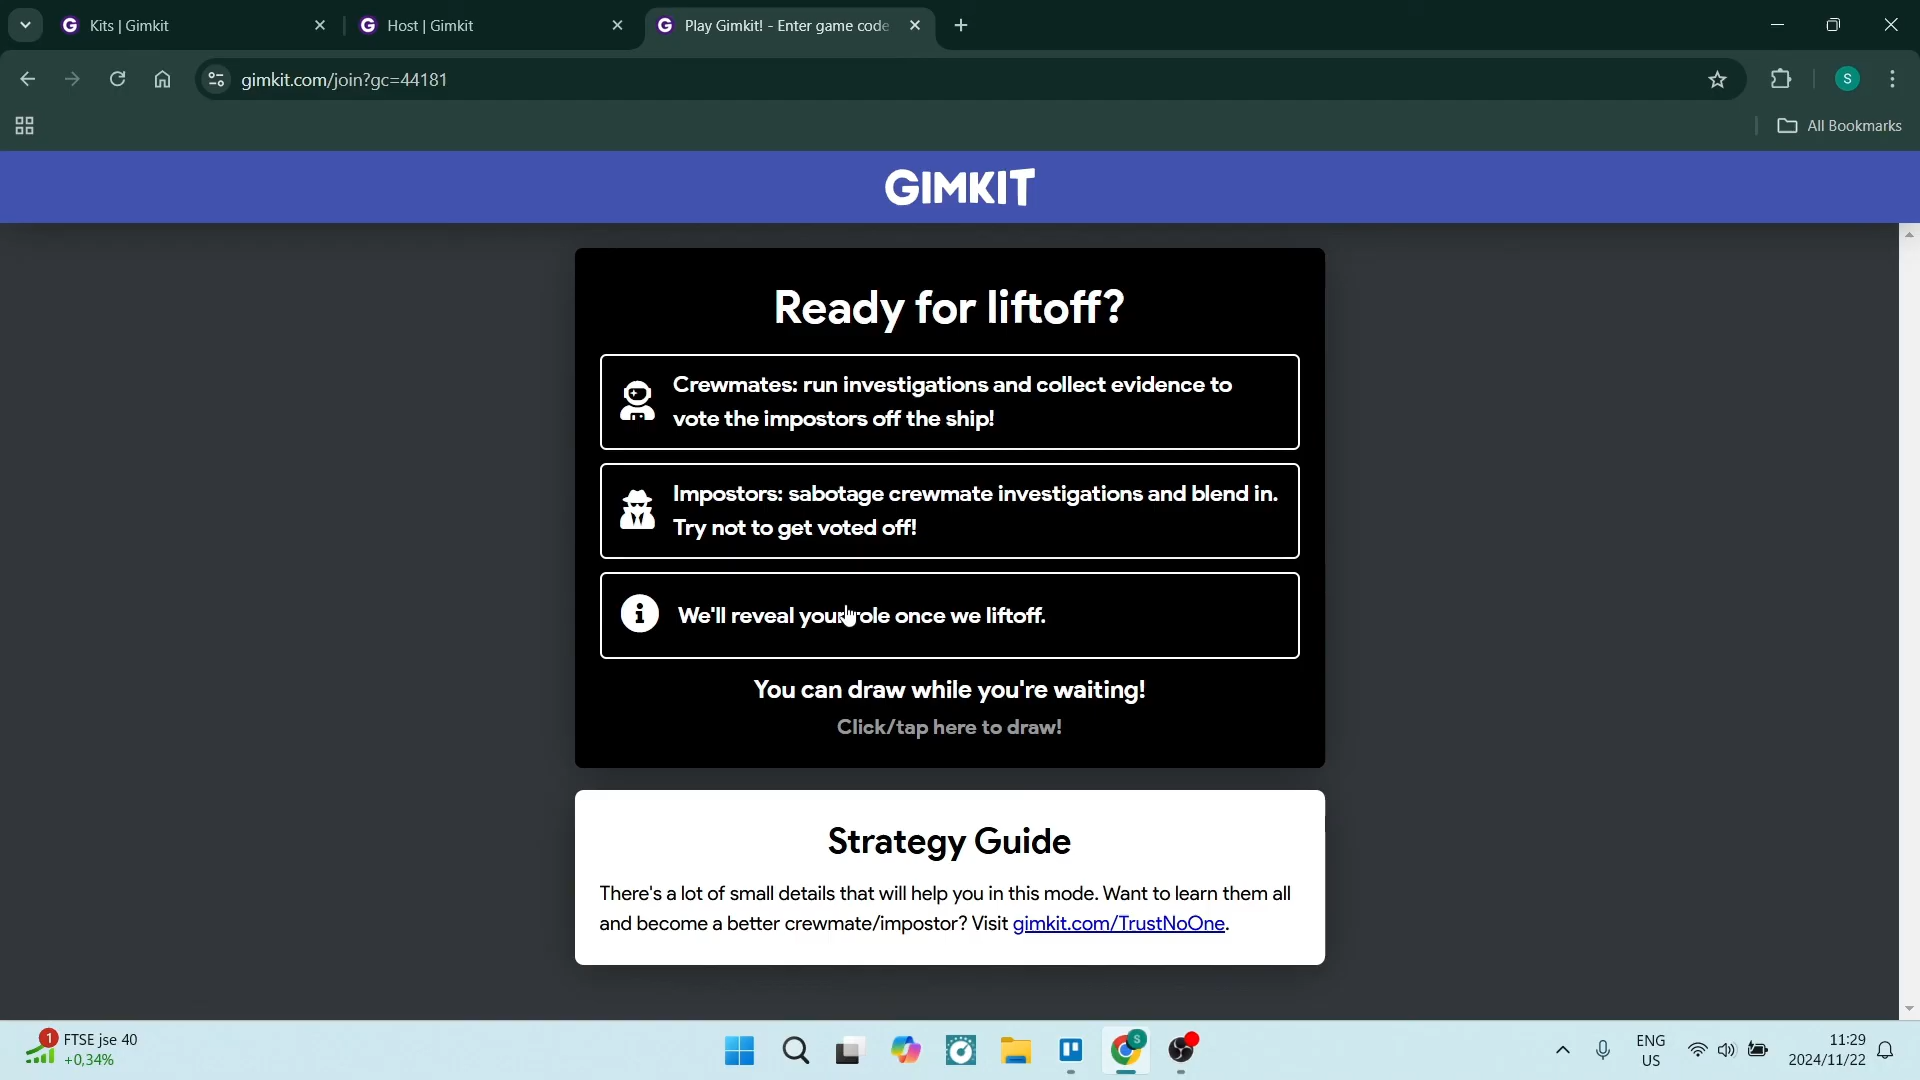 Kits | Gimkit
Host | Gimkit
Play Gimkit! - Enter game code
gimkit.com/join?gc=44181
S
All Bookmarks
GIMKIT
Ready for liftoff?
Crewmates: run investigations and collect evidence to
vote the impostors off the ship!
Impostors: sabotage crewmate investigations and blend in.
Try not to get voted off!
We'll reveal your role once we liftoff.
You can draw while you're waiting!
Click/tap here to draw!
Strategy Guide
There's a lot of small details that will help you in this mode. Want to learn them all
and become a better crewmate/impostor? Visit gimkit.com/TrustNoOne.
1
FTSE jse 40
+0,34%
S
ENG
US
11:29
2024/11/22